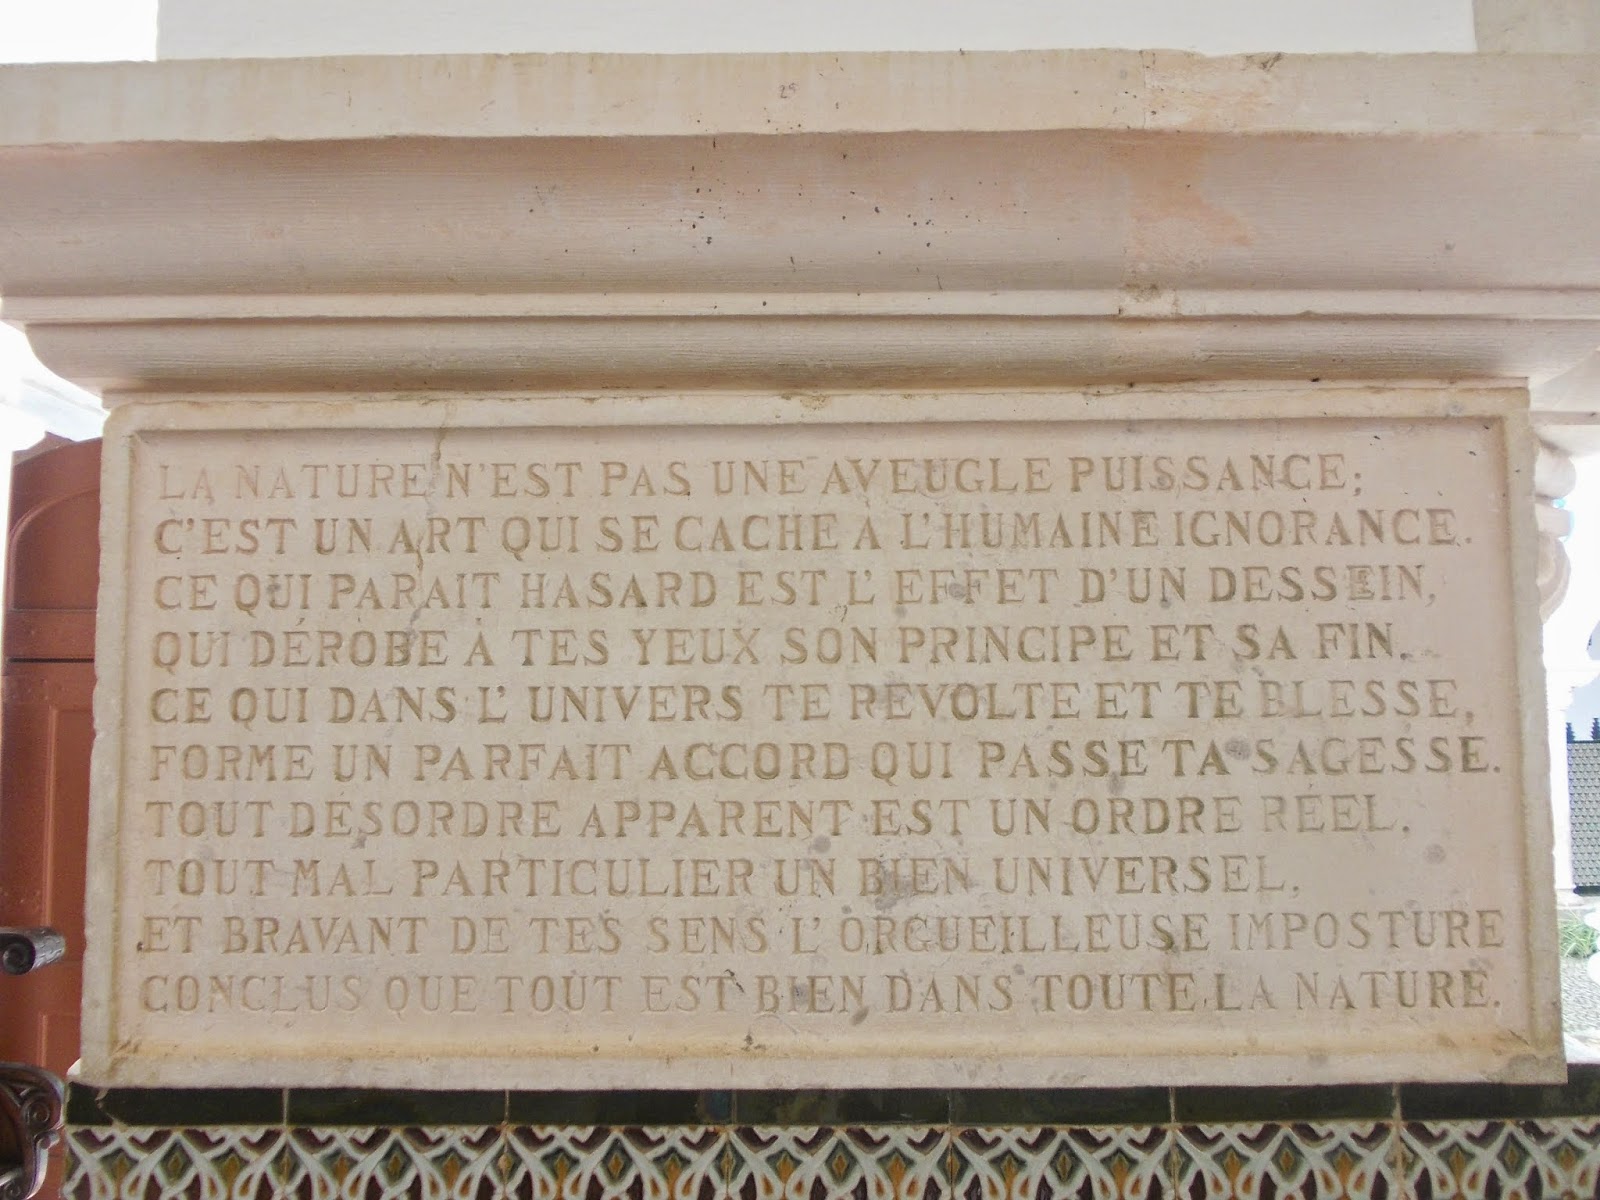 25
LA NATURE N'EST PAS UNE AVEUGLE PUISSANCE;
C'EST UN ART QUI SE CACHE A L'HUMAINE IGNORANCE.
CE QUI PARAIT HASARD EST L'EFFET D'UN DESSEIN,
QUI DÉROBE À TES YEUX SON PRINCIPE ET SA FIN.
CE QUI DANS L'UNIVERS TE REVOLTE ET TE BLESSE,
FORME UN PARFAIT ACCORD QUI PASSE TA SAGESSE.
TOUT DESORDRE APPARENT EST UN ORDRE REEL.
TOUT MAL PARTICULIER UN BIEN UNIVERSEL,
ET BRAVANT DE TES SENS L'ORGUEILLEUSE IMPOSTURE
CONCLUS QUE TOUT EST BIEN DANS TOUTE LA NATURE.